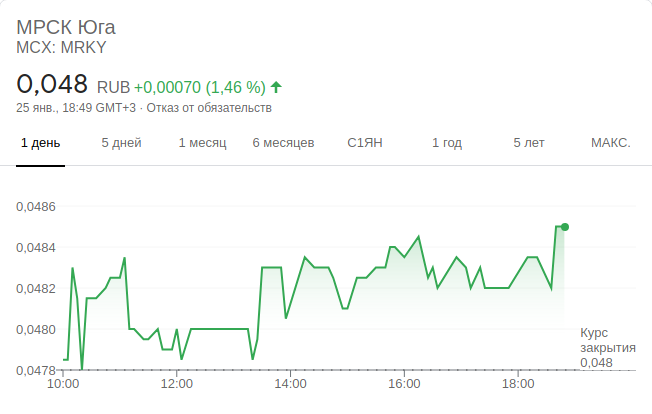 МРСК Юга
MCX: MRKY
0,048 RUB +0,00070 (1,46 %)
25 янв., 18:49 GMT+3 · Отказ от обязательств
1 день 5 дней 1 месяц 6 месяцев С1ЯН 1 год 5 лет МАКС.
0,0486
0,0484
0,0482
0,0480
0,0478
Курс
закрытия
0,048
10:00 12:00 14:00 16:00 18:00